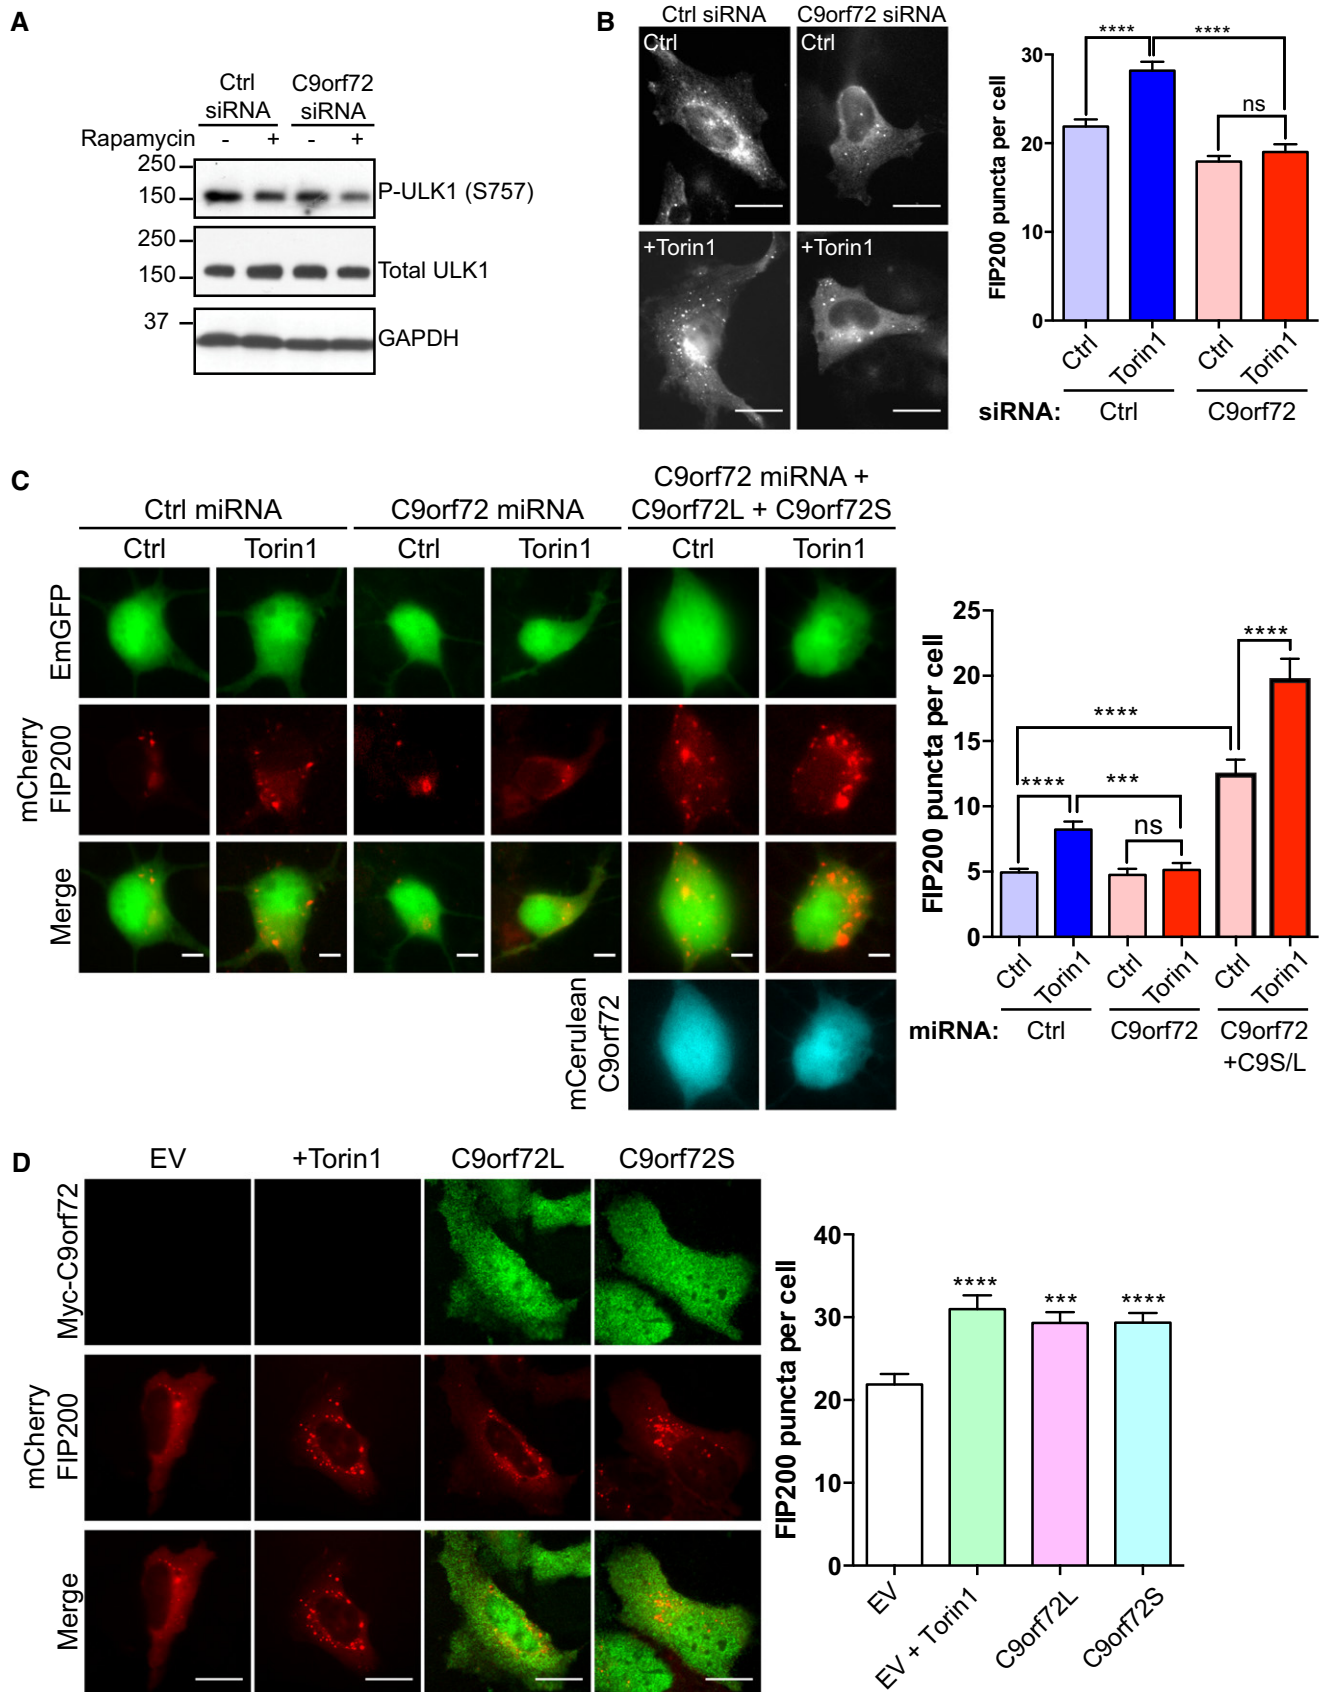 A
Ctrl siRNA
C9orf72 siRNA
Rapamycin - + - +
250
150
P-ULK1 (S757)
250
150
Total ULK1
37
GAPDH
B
Ctrl siRNA
C9orf72 siRNA
Ctrl
Ctrl
+Torin1
+Torin1
FIP200 puncta per cell
30
20
10
0
****
****
ns
Ctrl
Torin1
Ctrl
Torin1
siRNA: Ctrl C9orf72
C
Ctrl miRNA
C9orf72 miRNA
C9orf72 miRNA +
C9orf72L + C9orf72S
Ctrl Torin1 Ctrl Torin1 Ctrl Torin1
EmGFP
mCherry
FIP200
Merge
mCerulean
C9orf72
FIP200 puncta per cell
25
20
15
10
5
0
****
****
****
***
ns
Ctrl
Torin1
Ctrl
Torin1
Ctrl
Torin1
miRNA: Ctrl C9orf72 C9orf72
+C9S/L
D
EV +Torin1 C9orf72L C9orf72S
Myc-C9orf72
mCherry
FIP200
Merge
FIP200 puncta per cell
40
30
20
10
0
****
***
****
EV
EV + Torin1
C9orf72L
C9orf72S